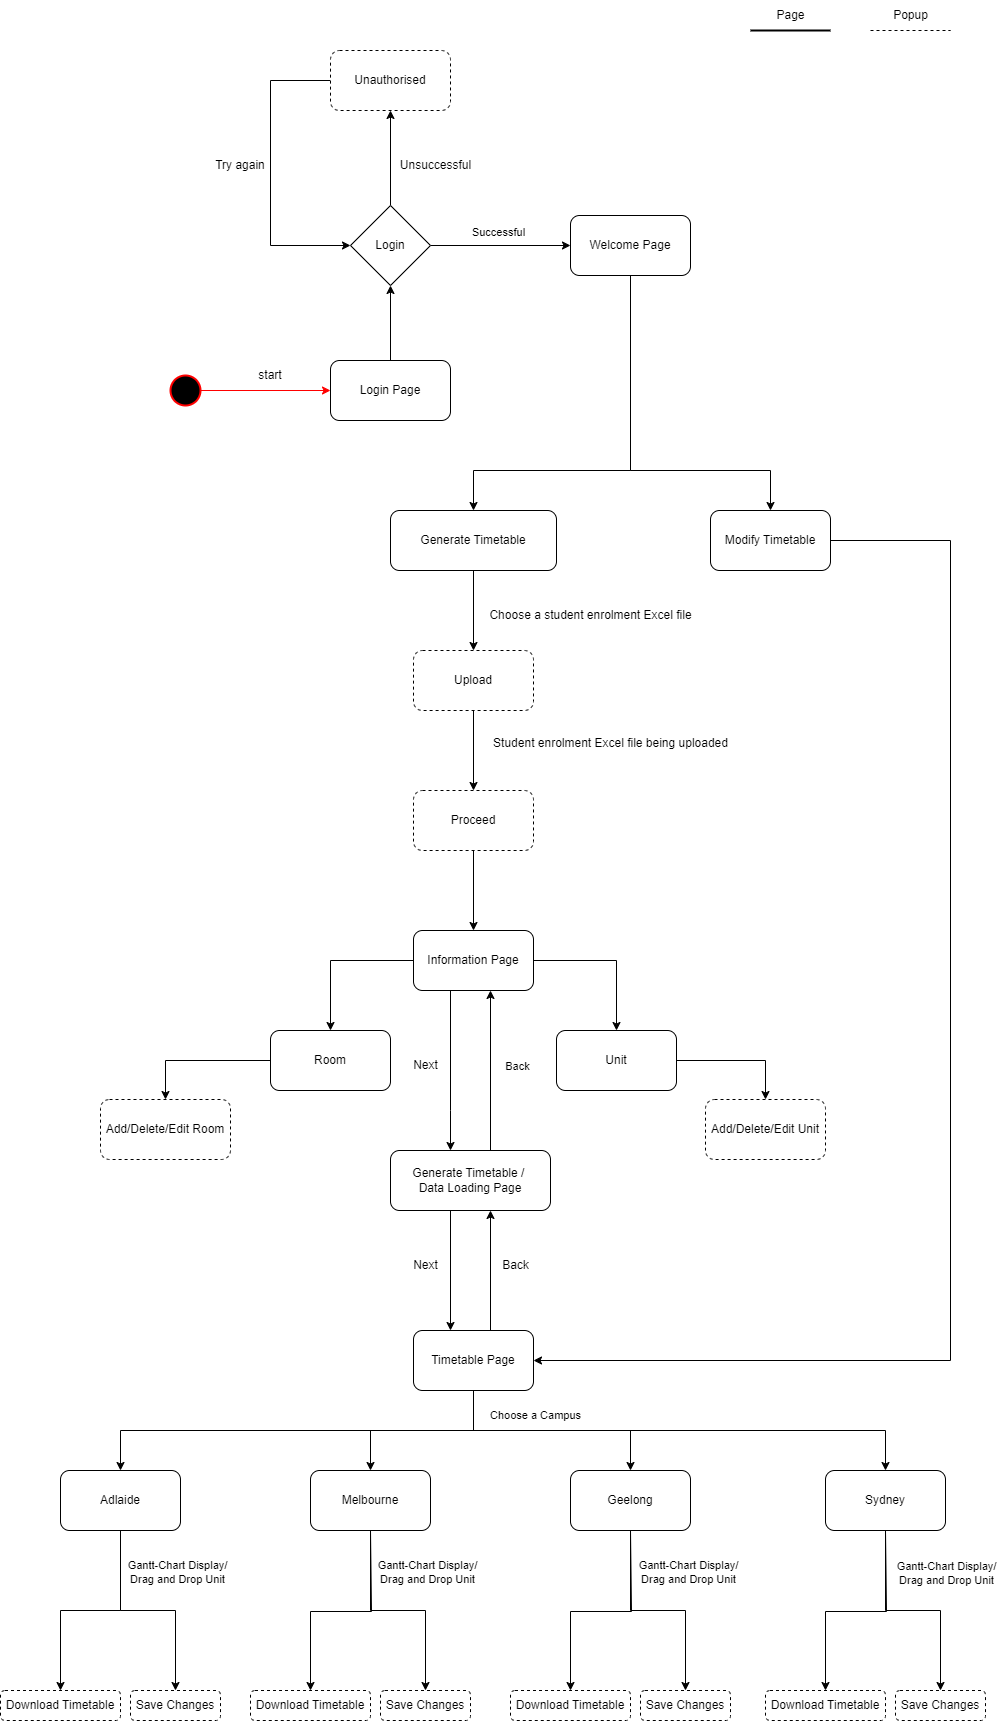 Page
Popup
Unauthorised
Try again
Unsuccessful
Login
Successful
Welcome Page
start
Login Page
Generate Timetable
Modify Timetable
Choose a student enrolment Excel file
Upload
Student enrolment Excel file being uploaded
Proceed
Information Page
Room
Next
Back
Unit
Add/Delete/Edit Room
Add/Delete/Edit Unit
Generate Timetable /
Data Loading Page
Next
Back
Timetable Page
Choose a Campus
Adlaide
Melbourne
Geelong
Sydney
Gantt-Chart Display/
Drag and Drop Unit
Gantt-Chart Display/
Drag and Drop Unit
Gantt-Chart Display/
Drag and Drop Unit
Gantt-Chart Display/
Drag and Drop Unit
Download Timetable
Save Changes
Download Timetable
Save Changes
Download Timetable
Save Changes
Download Timetable
Save Changes